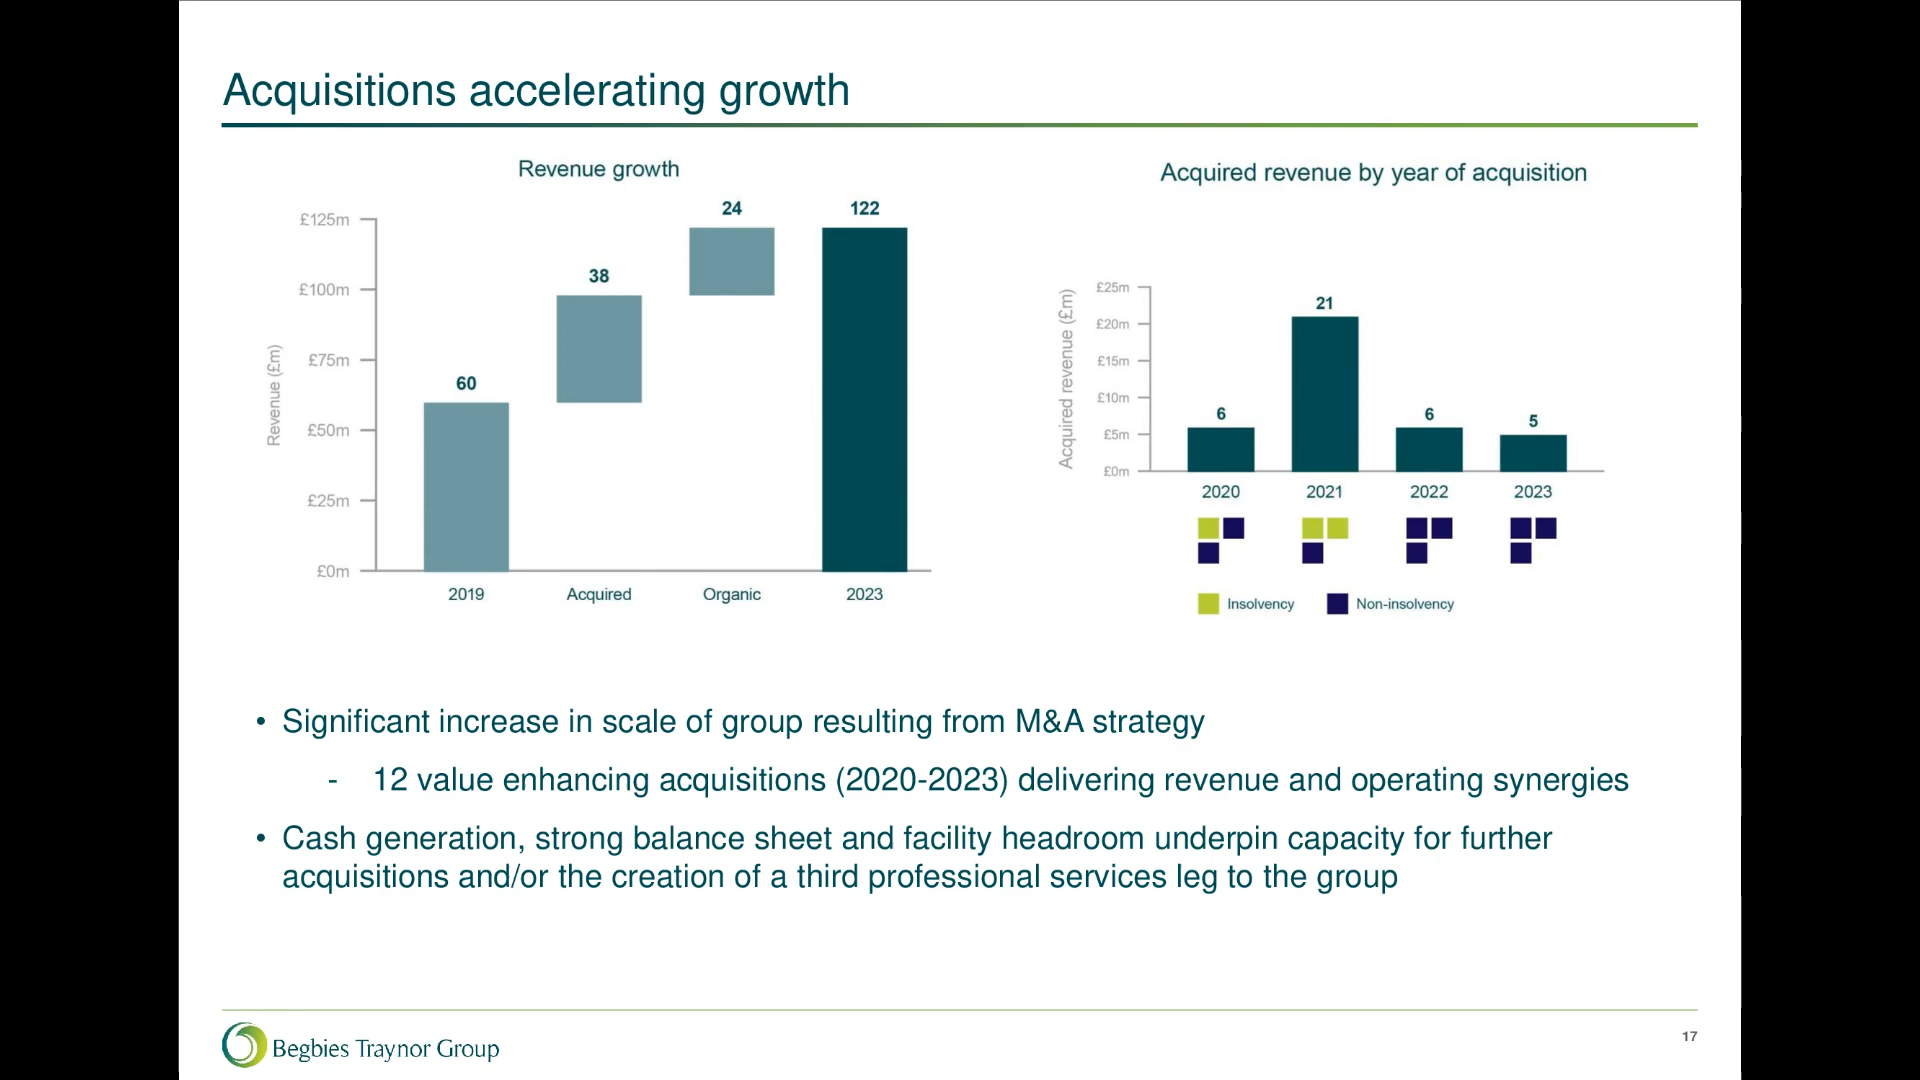 Acquisitions accelerating growth
Revenue growth
£125m
£100m
£75m
£50m
£25m
£0m
Revenue (£m)
60
38
24
122
2019
Acquired
Organic
2023
Acquired revenue by year of acquisition
£25m
£20m
£15m
£10m
£5m
£0m
Acquired revenue (£m)
6
21
6
5
2020
2021
2022
2023
Insolvency
Non-insolvency
• Significant increase in scale of group resulting from M&A strategy
- 12 value enhancing acquisitions (2020-2023) delivering revenue and operating synergies
• Cash generation, strong balance sheet and facility headroom underpin capacity for further
acquisitions and/or the creation of a third professional services leg to the group
Begbies Traynor Group
17